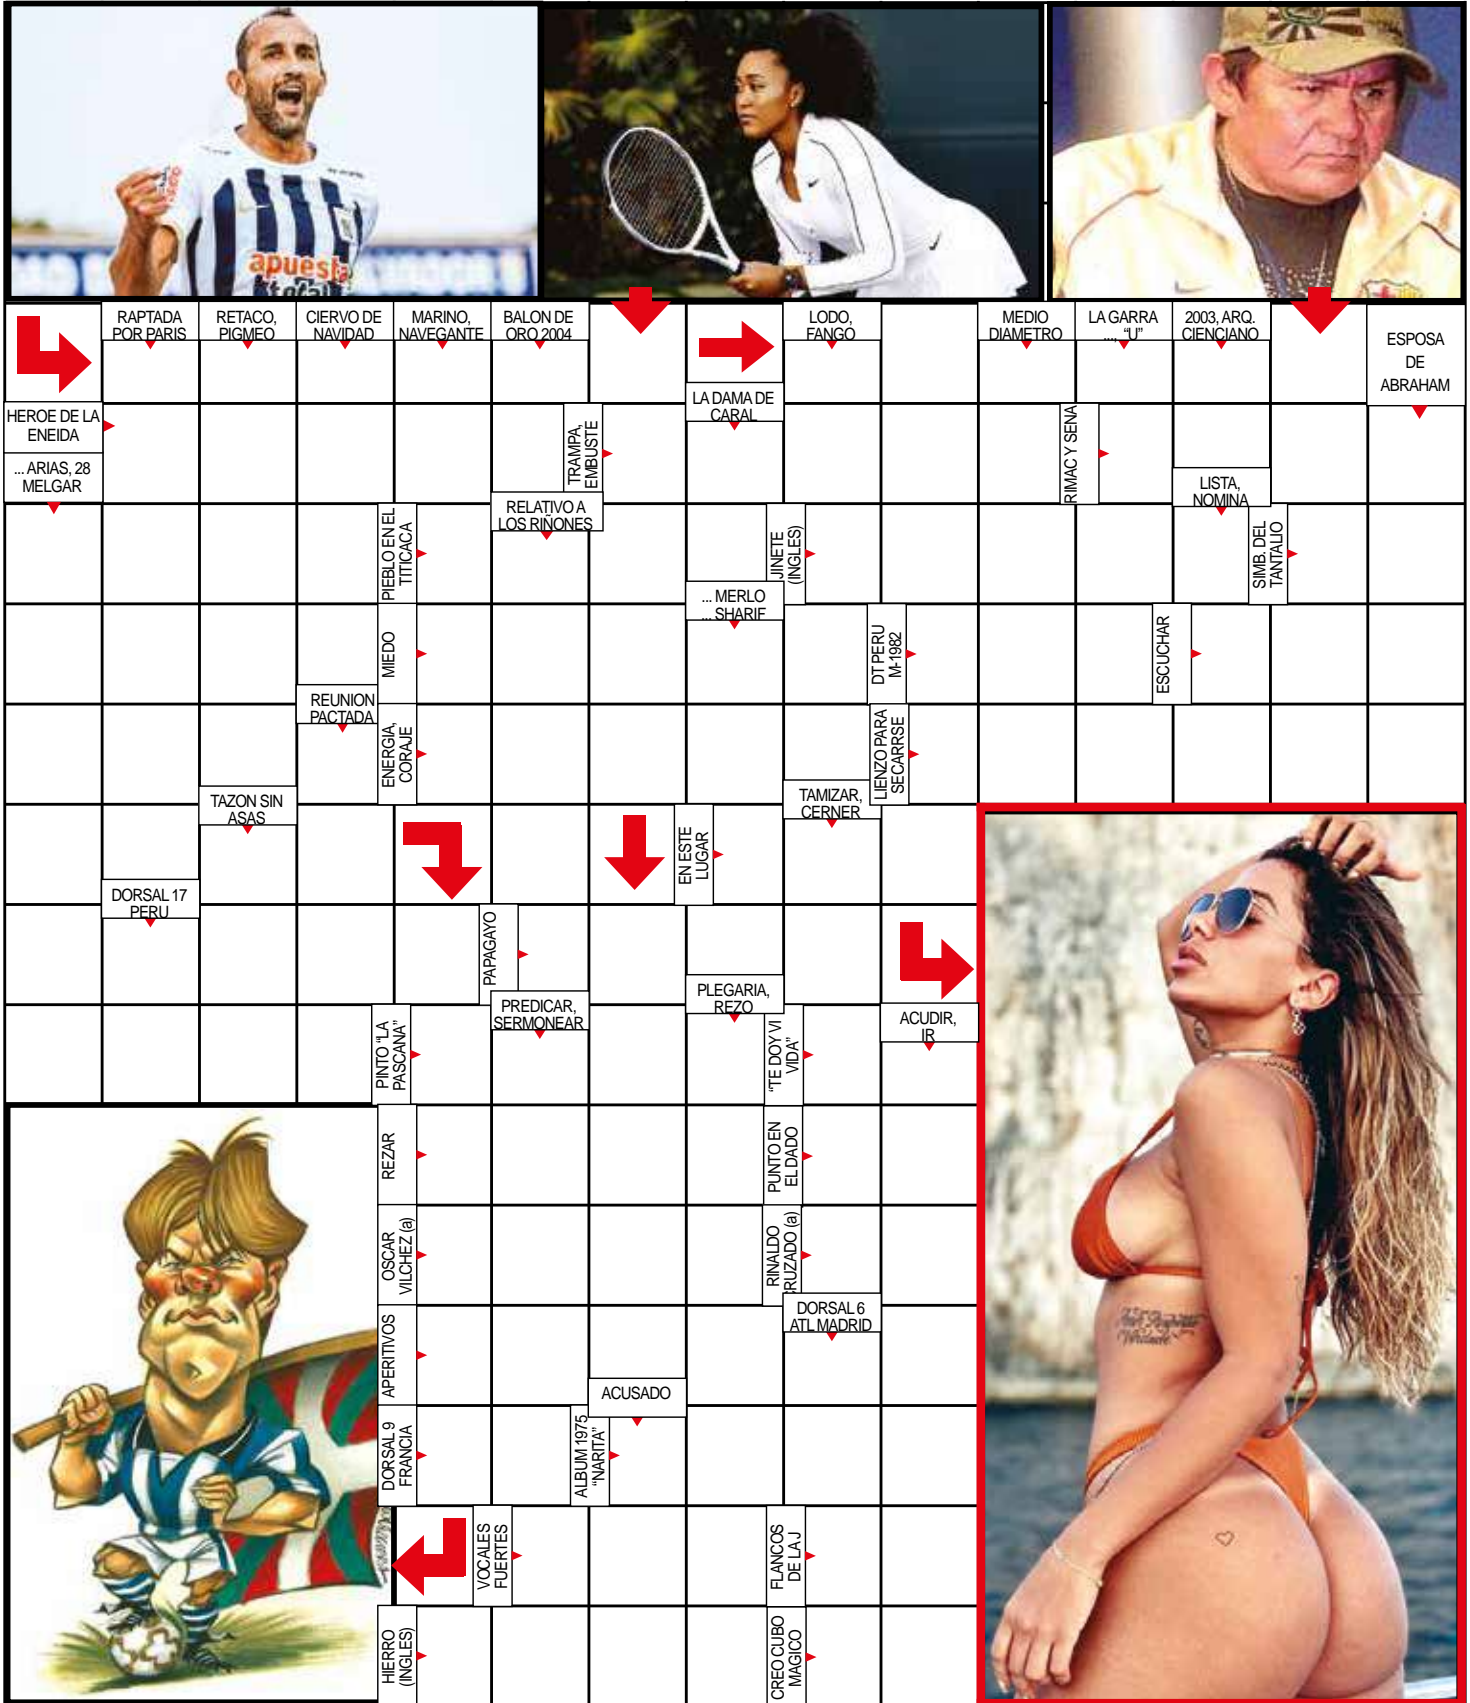 apuesta
total
RAPTADA
POR PARIS
RETACO,
PIGMEO
CIERVO DE
NAVIDAD
MARINO,
NAVEGANTE
BALON DE
ORO 2004
LODO,
FANGO
MEDIO
DIAMETRO
LA GARRA
..., "U"
2003, ARQ.
CIENCIANO
ESPOSA
DE
ABRAHAM
HEROE DE LA
ENEIDA
... ARIAS, 28
MELGAR
TRAMPA,
EMBUSTE
LA DAMA DE
CARAL
RIMAC Y SENA
LISTA,
NOMINA
RELATIVO A
LOS RIÑONES
PIEBLO EN EL
TITICACA
JINETE
(INGLES)
SIMB. DEL
TANTALIO
... MERLO
... SHARIF
MIEDO
DT PERU
M-1982
ESCUCHAR
REUNION
PACTADA
ENERGIA,
CORAJE
LIENZO PARA
SECARRSE
TAZON SIN
ASAS
TAMIZAR,
CERNER
EN ESTE
LUGAR
DORSAL 17
PERU
PAPAGAYO
PLEGARIA,
REZO
PREDICAR,
SERMONEAR
ACUDIR,
IR
PINTO "LA
PASCANA"
"TE DOY VI
VIDA"
REZAR
PUNTO EN
EL DADO
OSCAR
VILCHEZ (a)
RINALDO
CRUZADO (a)
DORSAL 6
ATL MADRID
APERITIVOS
ACUSADO
DORSAL 9
FRANCIA
ALBUM 1975
"NARITA"
VOCALES
FUERTES
FLANCOS
DE LA J
HIERRO
(INGLES)
CREO CUBO
MAGICO